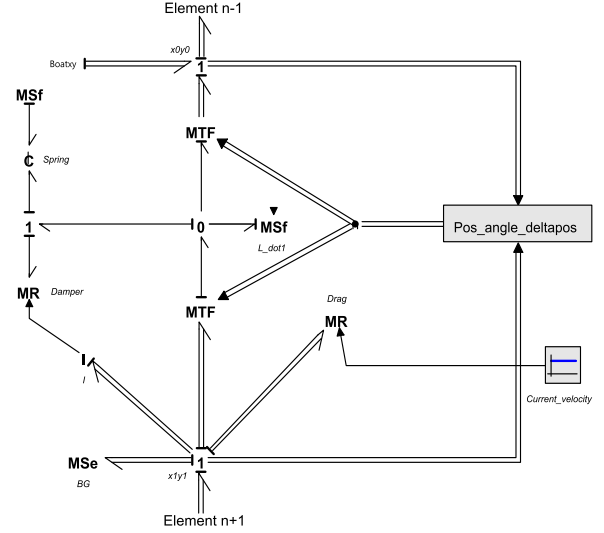 Element n-1
x0y0
Boatxy
1
MSf
MTF
C
Spring
1
0
MSf
L_dot1
Pos_angle_deltapos
MR
Damper
Drag
MTF
MR
I
I
Current_velocity
MSe
1
BG
x1y1
Element n+1